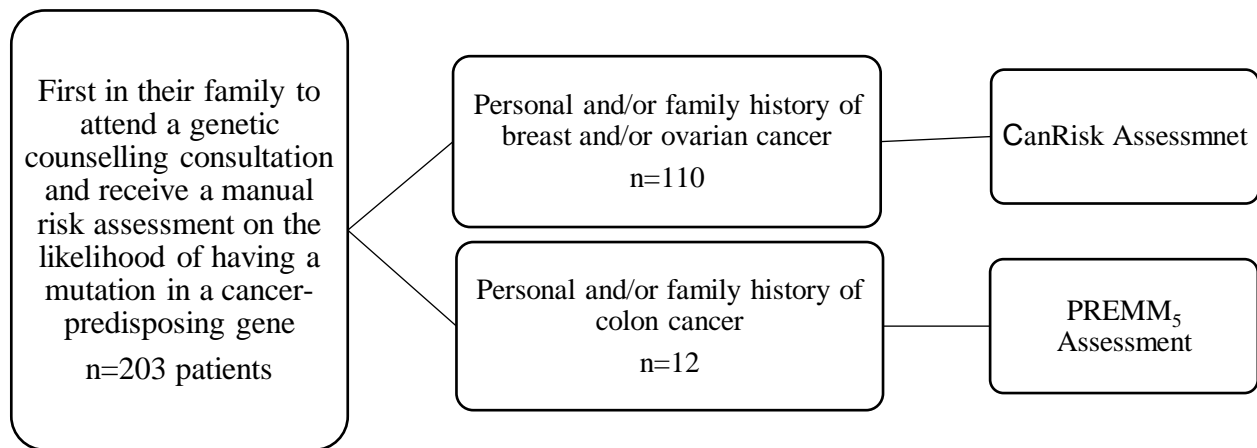 First in their family to
attend a genetic
counselling consultation
and receive a manual
risk assessment on the
likelihood of having a
mutation in a cancer-
predisposing gene
n=203 patients
Personal and/or family history of
breast and/or ovarian cancer
n=110
CanRisk Assessmnet
Personal and/or family history of
colon cancer
n=12
PREMM₅
Assessment